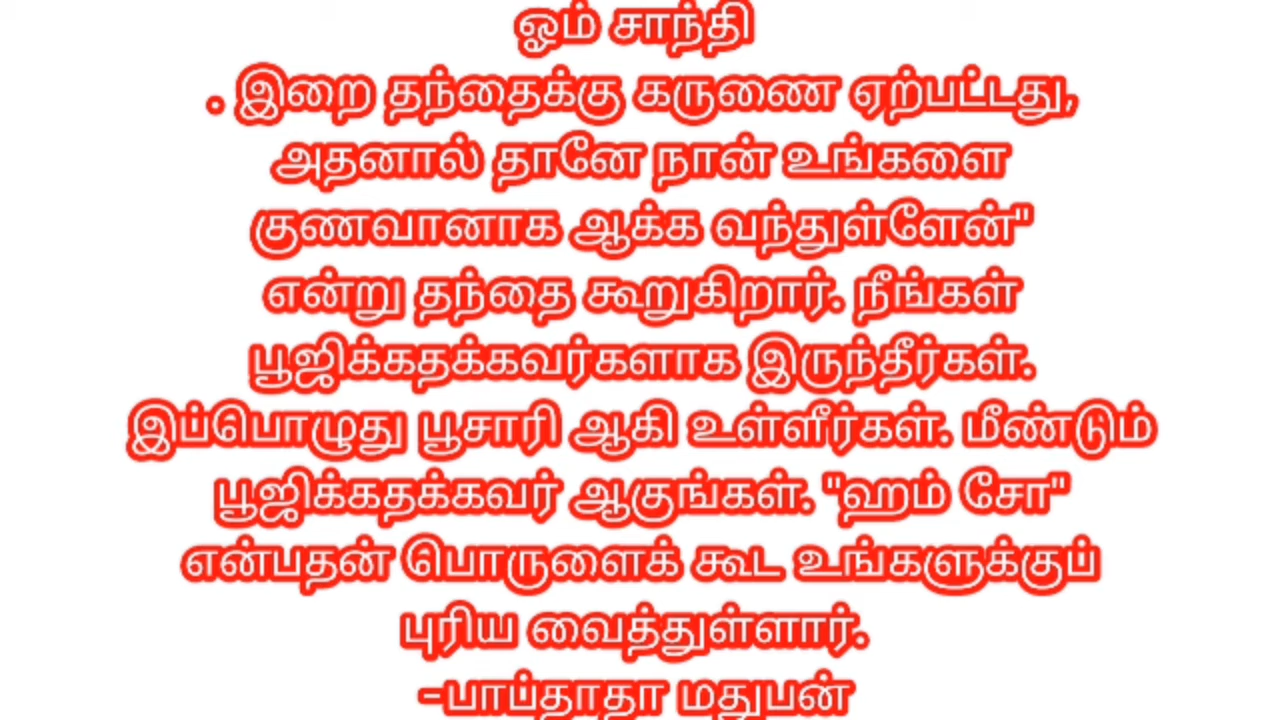 ஓம் சாந்தி
. இறை தந்தைக்கு கருணை ஏற்பட்டது,
அதனால் தானே நான் உங்களை
குணவானாக ஆக்க வந்துள்ளேன்"
என்று தந்தை கூறுகிறார். நீங்கள்
பூஜிக்கதக்கவர்களாக இருந்தீர்கள்.
இப்பொழுது பூசாரி ஆகி உள்ளீர்கள். மீண்டும்
பூஜிக்கதக்கவர் ஆகுங்கள். "ஹம் சோ"
என்பதன் பொருளைக் கூட உங்களுக்குப்
புரிய வைத்துள்ளார்.
-பாப்தாதா மதுபன்